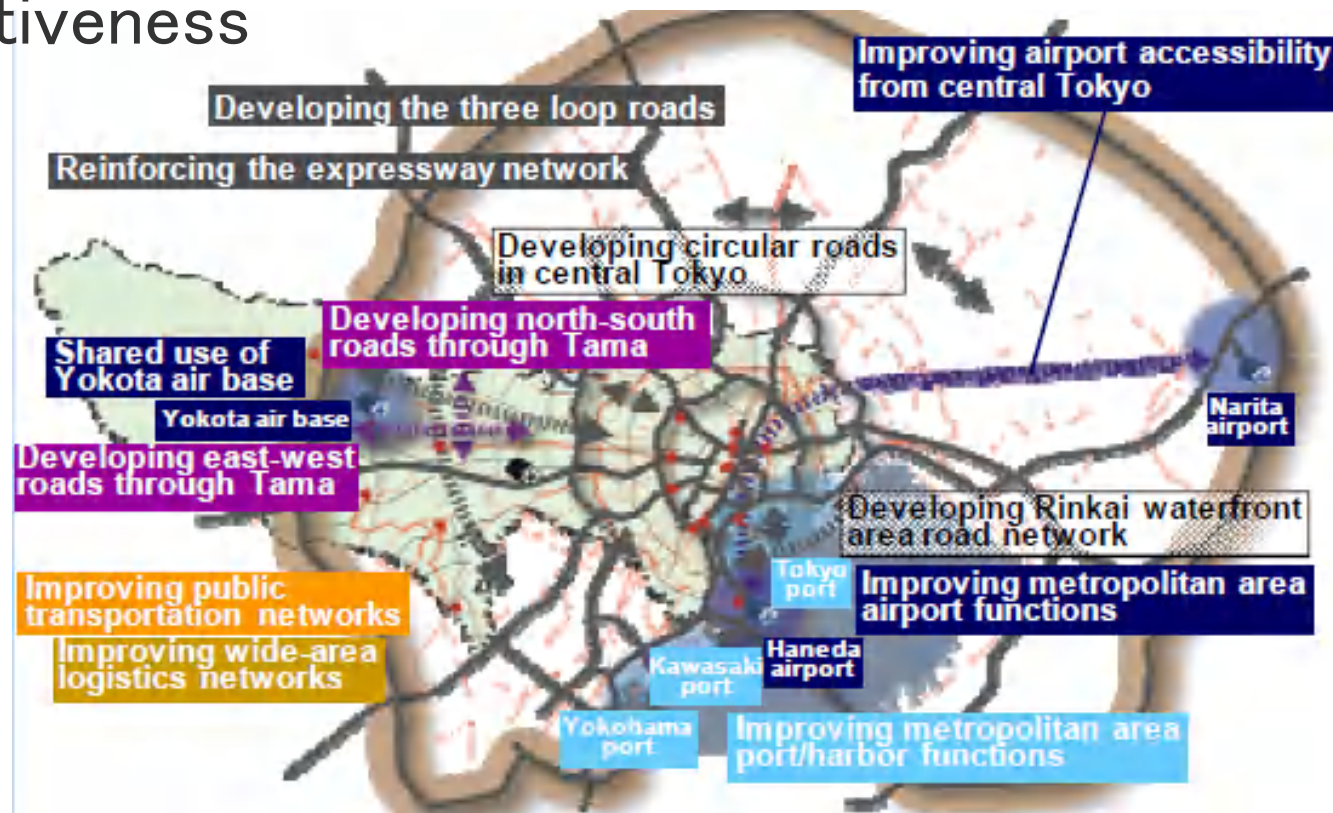 tiveness
Improving airport accessibility
from central Tokyo
Developing the three loop roads
Reinforcing the expressway network
Developing circular roads
in central Tokyo
Developing north-south
roads through Tama
Shared use of
Yokota air base
Yokota air base
Narita
airport
Developing east-west
roads through Tama
Developing Rinkai waterfront
area road network
Tokyo
port
Improving metropolitan area
airport functions
Improving public
transportation networks
Improving wide-area
logistics networks
Haneda
airport
Kawasaki
port
Yokohama
port
Improving metropolitan area
port/harbor functions